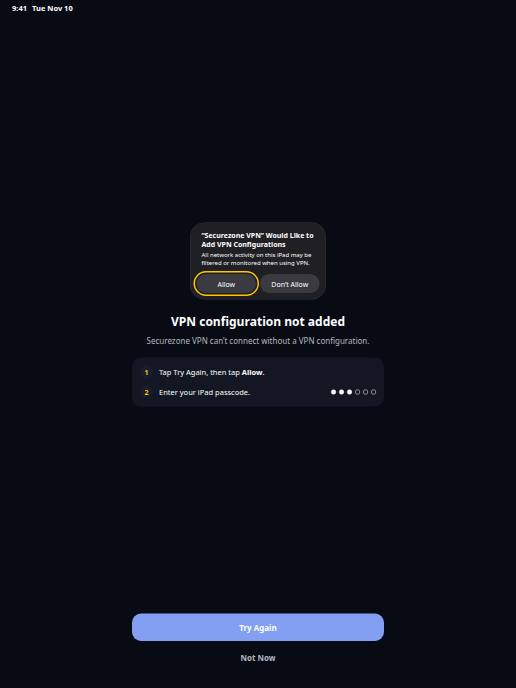 9:41 Tue Nov 10
“Securezone VPN” Would Like to
Add VPN Configurations
All network activity on this iPad may be
filtered or monitored when using VPN.
Allow
Don’t Allow
VPN configuration not added
Securezone VPN can’t connect without a VPN configuration.
1 Tap Try Again, then tap Allow.
2 Enter your iPad passcode.
Try Again
Not Now